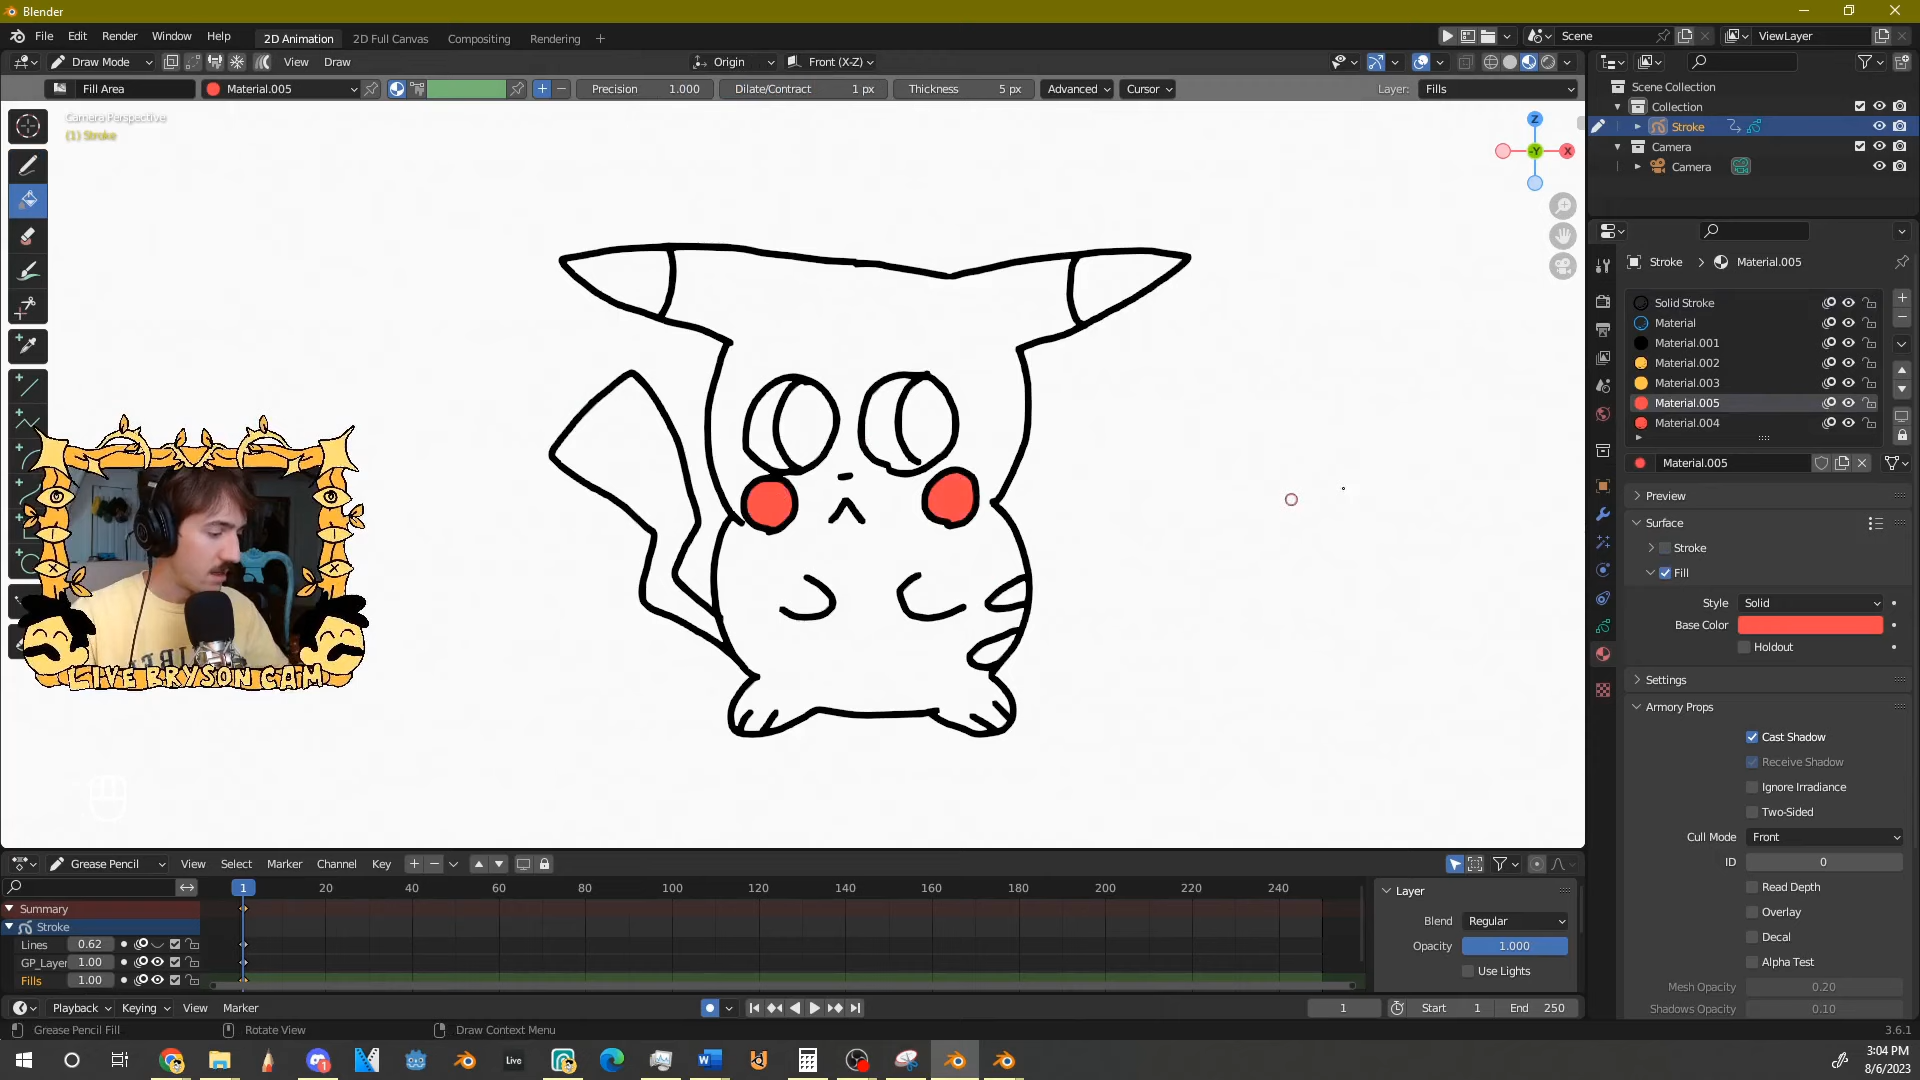 Blender
File Edit Render Window Help
2D Animation 2D Full Canvas Compositing Rendering +
Scene ViewLayer
Draw Mode View Draw Origin Front (X-Z)
Fill Area Material.005 Precision 1.000 Dilate/Contract 1 px Thickness 5 px Advanced Cursor Layer: Fills
Camera Perspective
(1) Stroke
Z
-Y
X
LIVE BRYSON CAM
Scene Collection
Collection
Stroke
Camera
Camera
Stroke > Material.005
Solid Stroke
Material
Material.001
Material.002
Material.003
Material.005
Material.004
Material.005
Preview
Surface
Stroke
Fill
Style Solid
Base Color
Holdout
Settings
Armory Props
Cast Shadow
Receive Shadow
Ignore Irradiance
Two-Sided
Cull Mode Front
ID 0
Read Depth
Overlay
Decal
Alpha Test
Mesh Opacity 0.20
Shadows Opacity 0.10
Grease Pencil View Select Marker Channel Key
1 20 40 60 80 100 120 140 160 180 200 220 240
Summary
Stroke
Lines 0.62
GP_Layer 1.00
Fills 1.00
Layer
Blend Regular
Opacity 1.000
Use Lights
Playback Keying View Marker
1 Start 1 End 250
Grease Pencil Fill Rotate View Draw Context Menu 3.6.1
Live
3:04 PM
8/6/2023